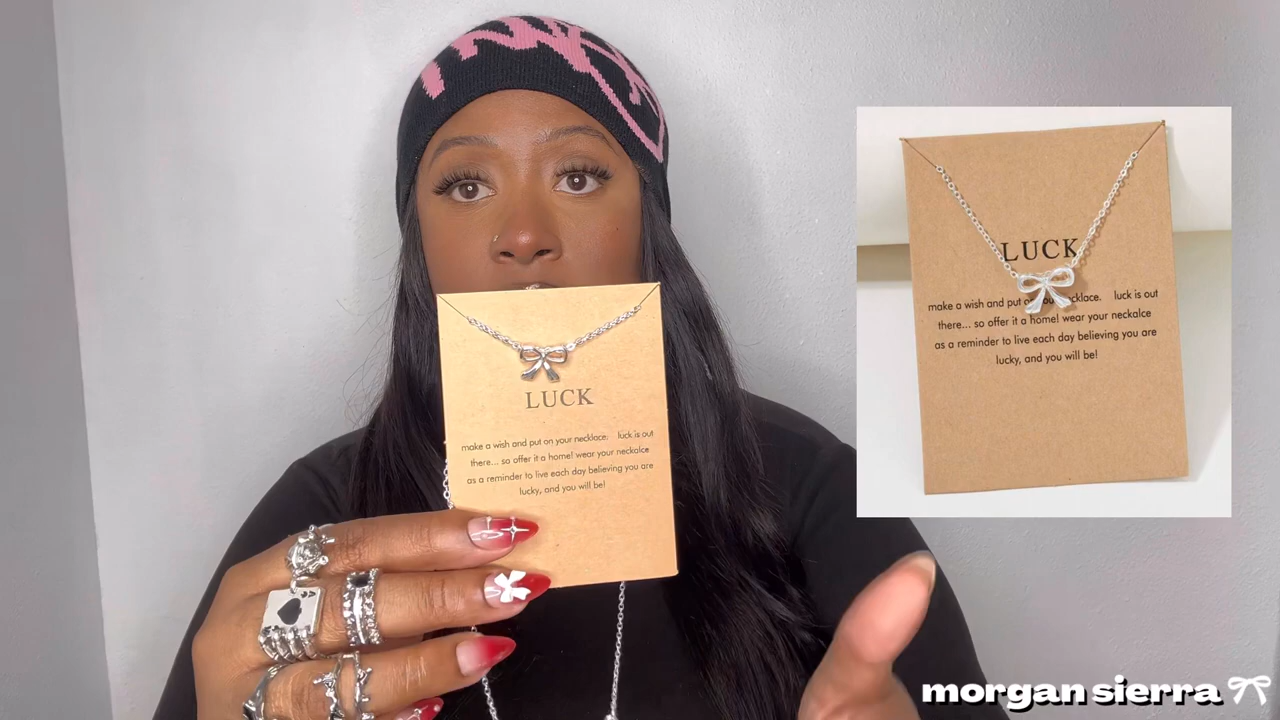 LUCK
make a wish and put on your necklace. luck is out
there... so offer it a home! wear your neckalce
as a reminder to live each day believing you are
lucky, and you will be!
LUCK
make a wish and put on your necklace. luck is out
there... so offer it a home! wear your neckalce
as a reminder to live each day believing you are
lucky, and you will be!
morgan sierra